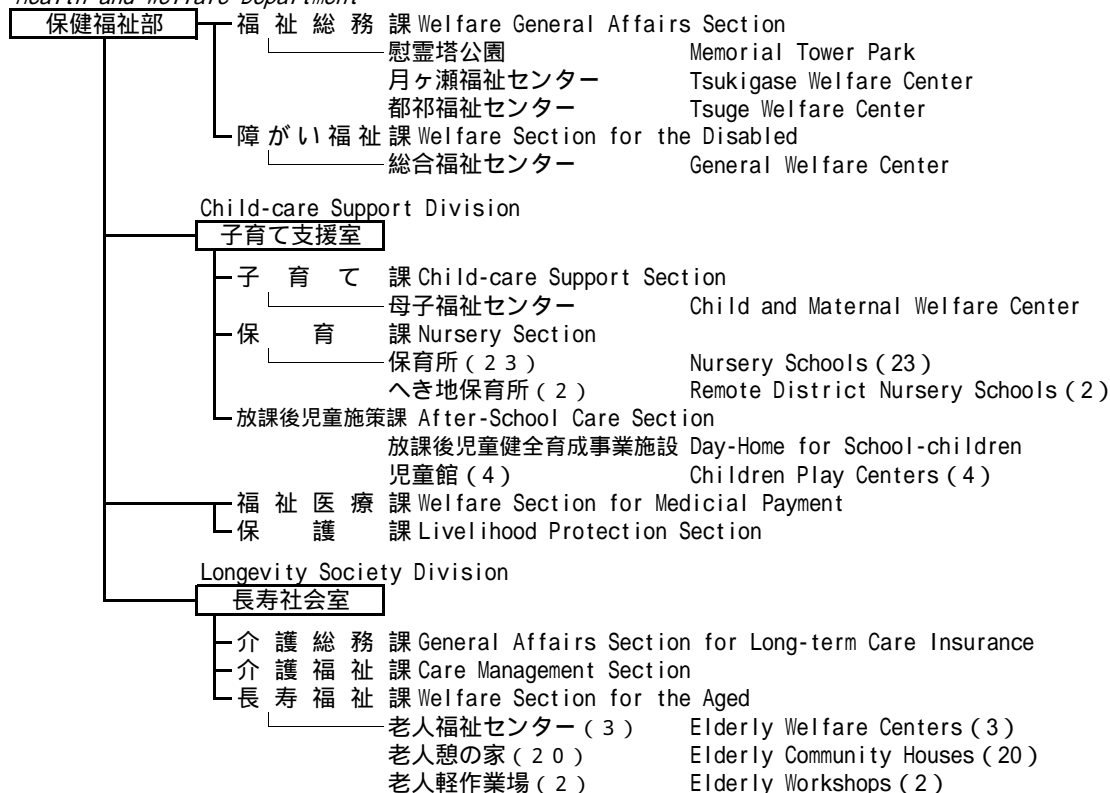 Health and Welfare Department
保健福祉部 福祉総務課 Welfare General Affairs Section
慰霊塔公園 Memorial Tower Park
月ヶ瀬福祉センター Tsukigase Welfare Center
都祁福祉センター Tsuge Welfare Center
障がい福祉課 Welfare Section for the Disabled
総合福祉センター General Welfare Center
Child-care Support Division
子育て支援室
子育て課 Child-care Support Section
母子福祉センター Child and Maternal Welfare Center
保育課 Nursery Section
保育所(23) Nursery Schools(23)
へき地保育所(2) Remote District Nursery Schools(2)
放課後児童施策課 After-School Care Section
放課後児童健全育成事業施設 Day-Home for School-children
児童館(4) Children Play Centers(4)
福祉医療課 Welfare Section for Medicial Payment
保護課 Livelihood Protection Section
Longevity Society Division
長寿社会室
介護総務課 General Affairs Section for Long-term Care Insurance
介護福祉課 Care Management Section
長寿福祉課 Welfare Section for the Aged
老人福祉センター(3) Elderly Welfare Centers(3)
老人憩の家(20) Elderly Community Houses(20)
老人軽作業場(2) Elderly Workshops(2)